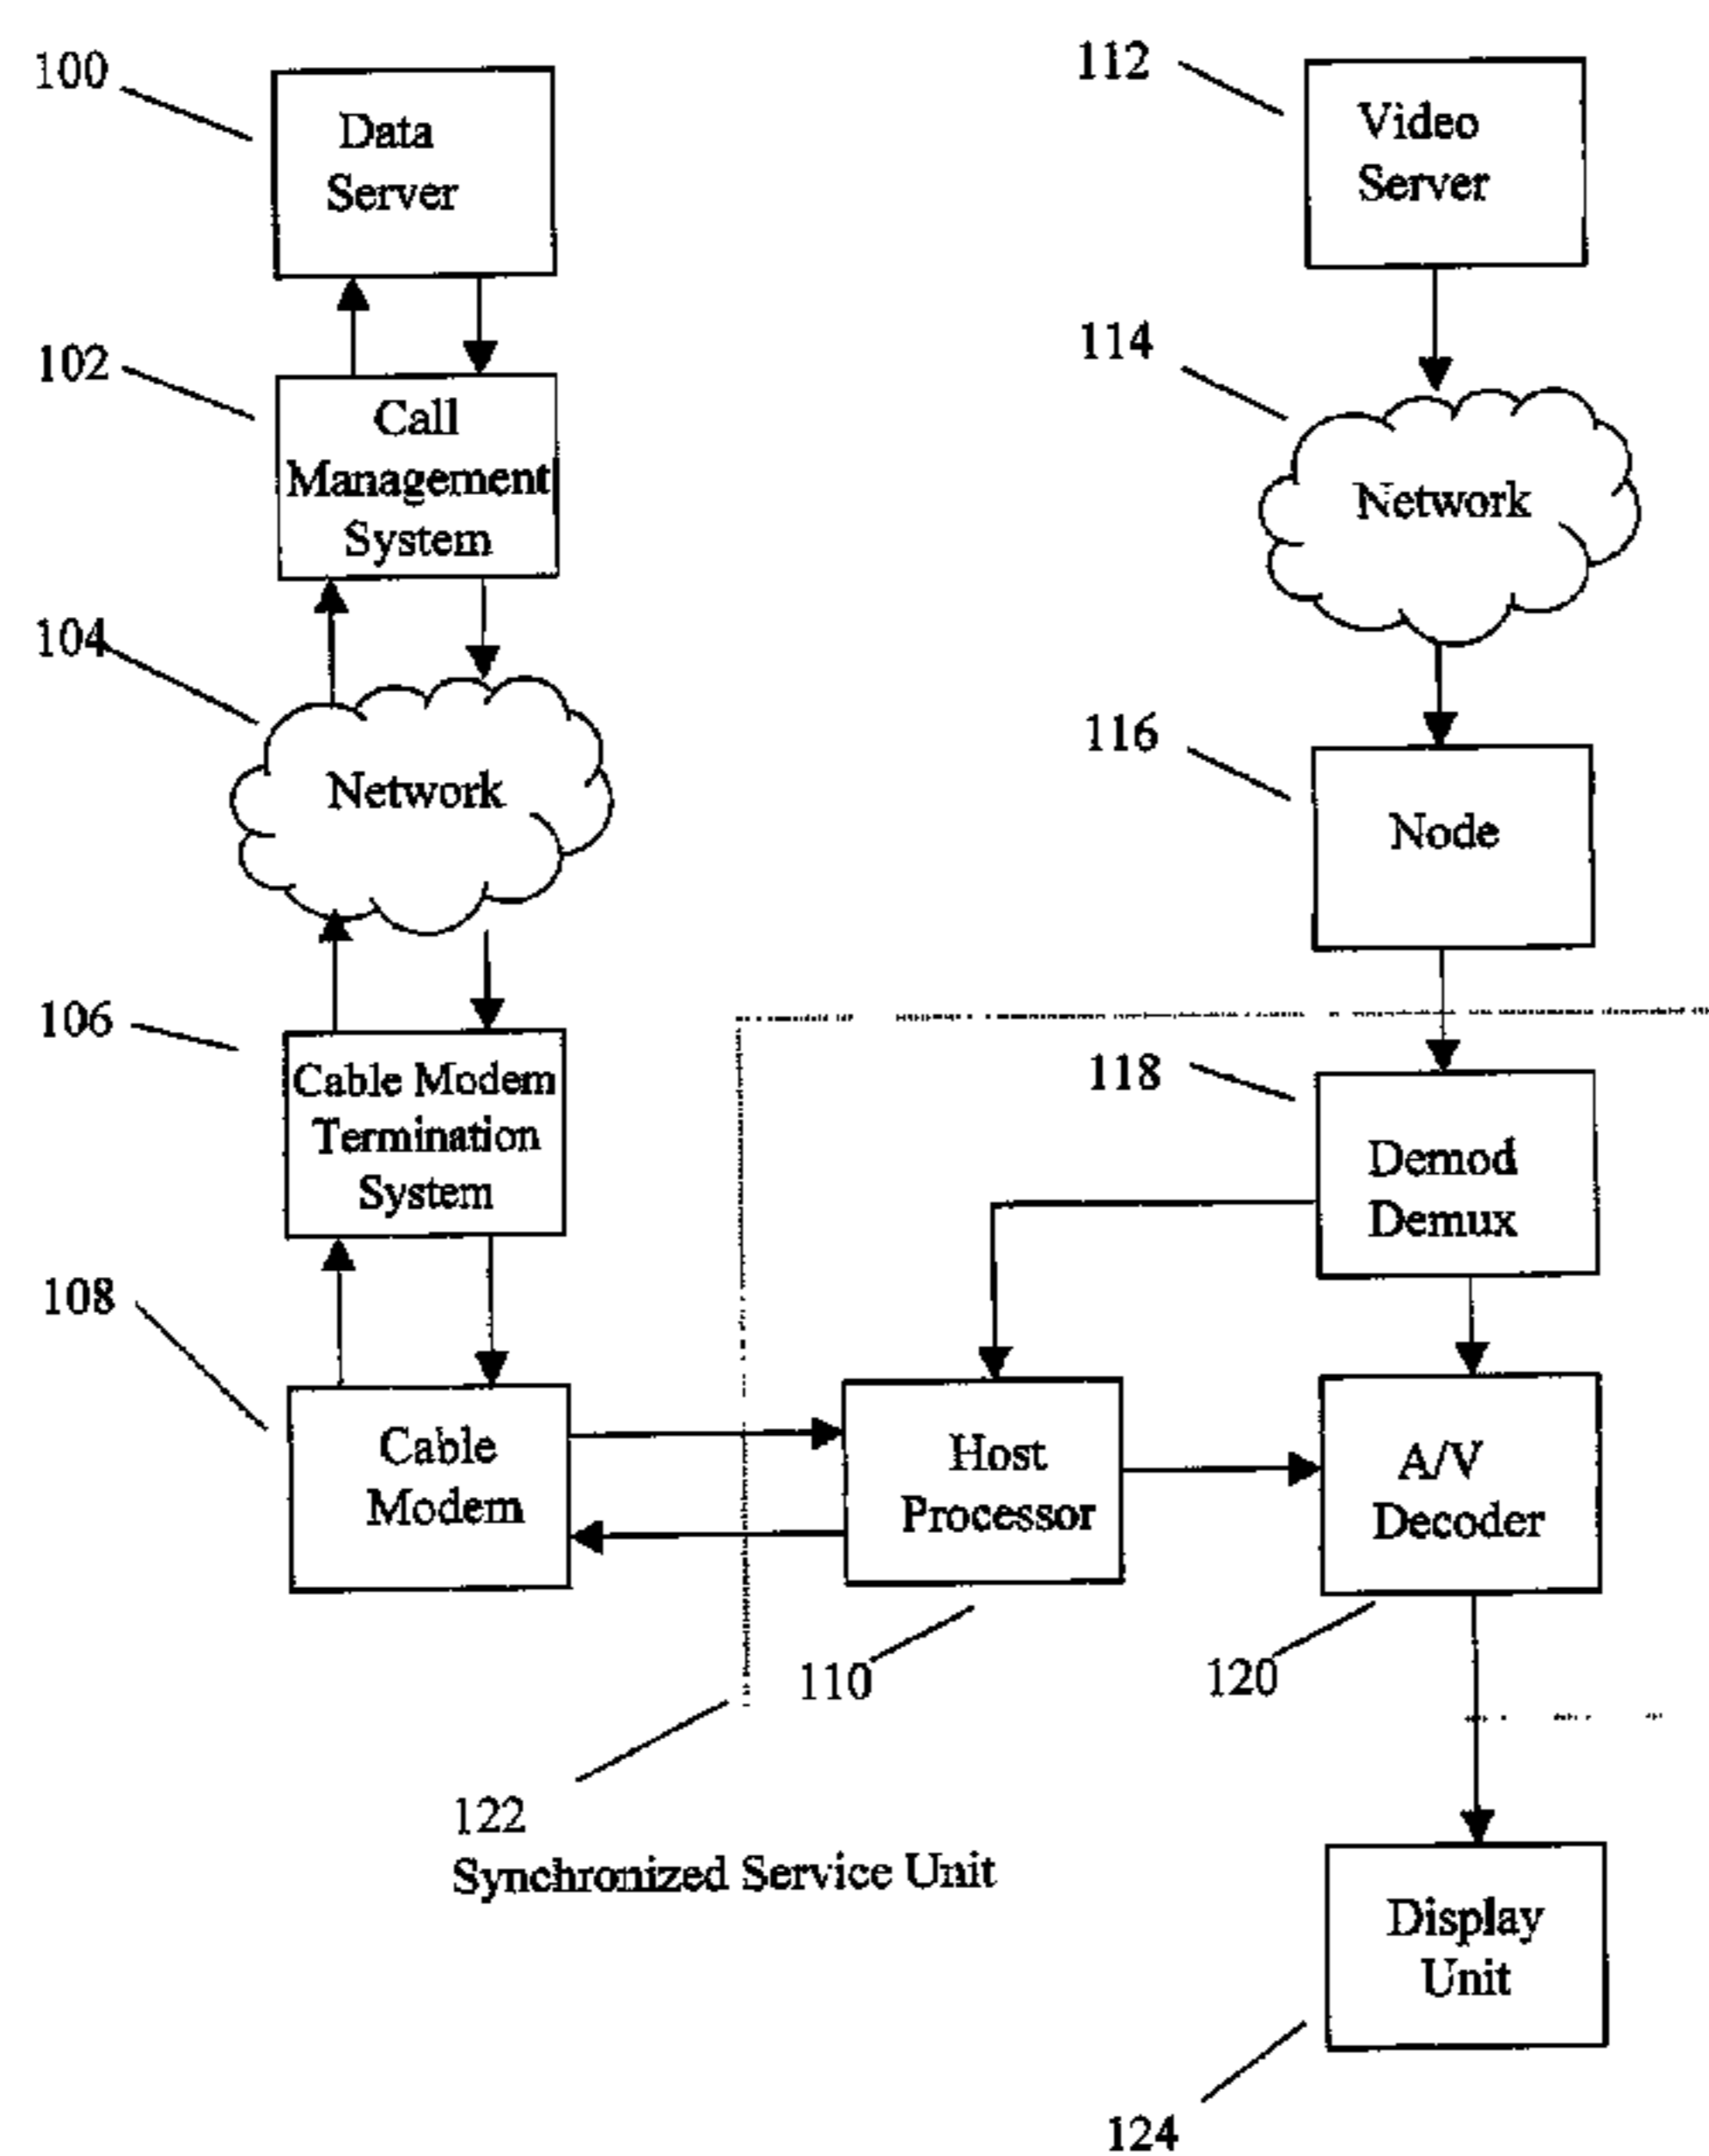 100
Data
Server
102
Call
Management
System
104
Network
106
Cable Modem
Termination
System
108
Cable
Modem
112
Video
Server
114
Network
116
Node
118
Demod
Demux
Host
Processor
110
A/V
Decoder
120
122
Synchronized Service Unit
Display
Unit
124